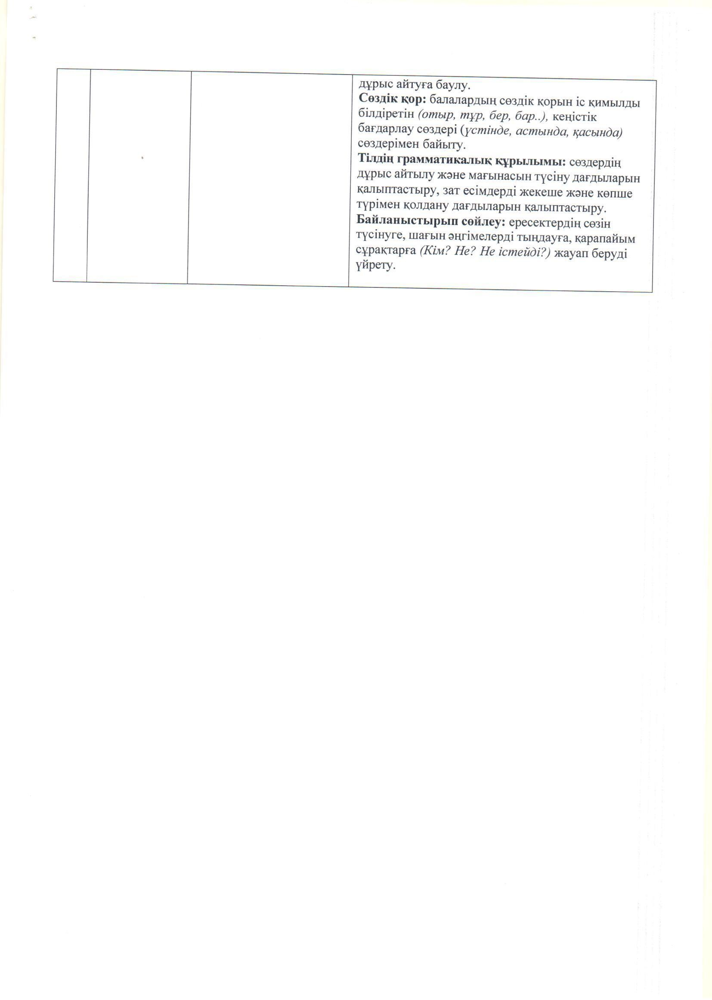 дұрыс айтуға баулу.
Сөздік қор: балалардың сөздік қорын іс қимылды
білдіретін (отыр, тұр, бер, бар..), кеңістік
бағдарлау сөздері (үстінде, астында, қасында)
сөздерімен байыту.
Тілдің грамматикалық құрылымы: сөздердің
дұрыс айтылу және мағынасын түсіну дағдыларын
қалыптастыру, зат есімдерді жекеше және көпше
түрімен қолдану дағдыларын қалыптастыру.
Байланыстырып сөйлеу: ересектердің сөзін
түсінуге, шағын әңгімелерді тыңдауға, қарапайым
сұрақтарға (Кім? Не? Не істейді?) жауап беруді
үйрету.